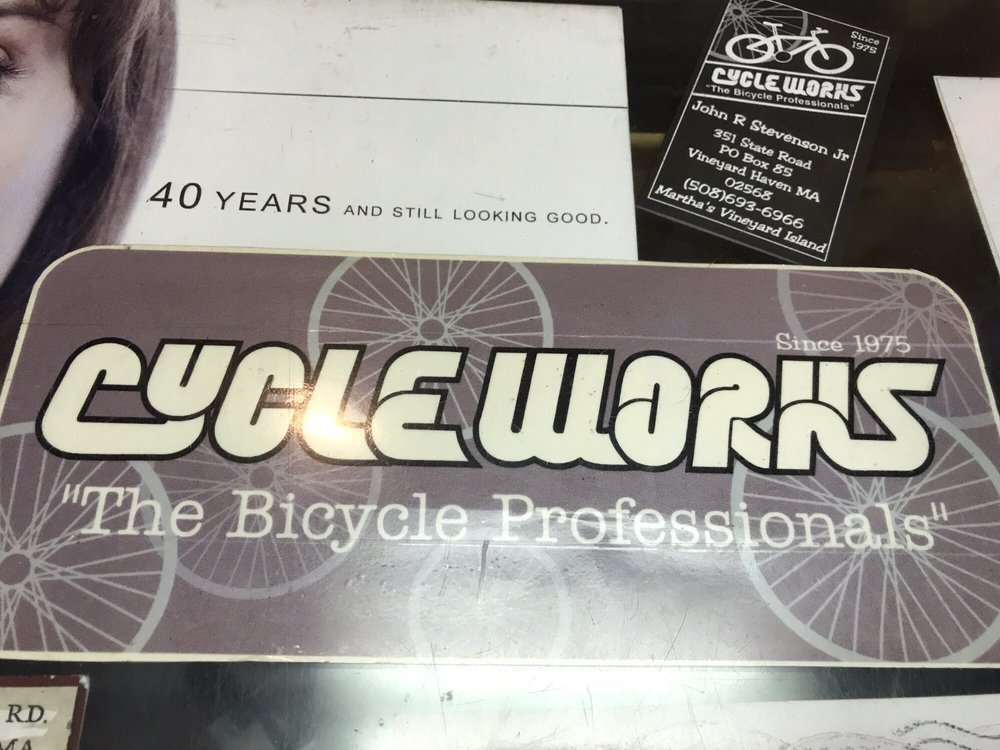 40 YEARS AND STILL LOOKING GOOD.
Since
1975
CYCLE WORKS
"The Bicycle Professionals"
John R Stevenson Jr
351 State Road
PO Box 85
Vineyard Haven MA
02568
(508)693-6966
Martha's Vineyard Island
Since 1975
CYCLE WORKS
"The Bicycle Professionals"
RD.
MA